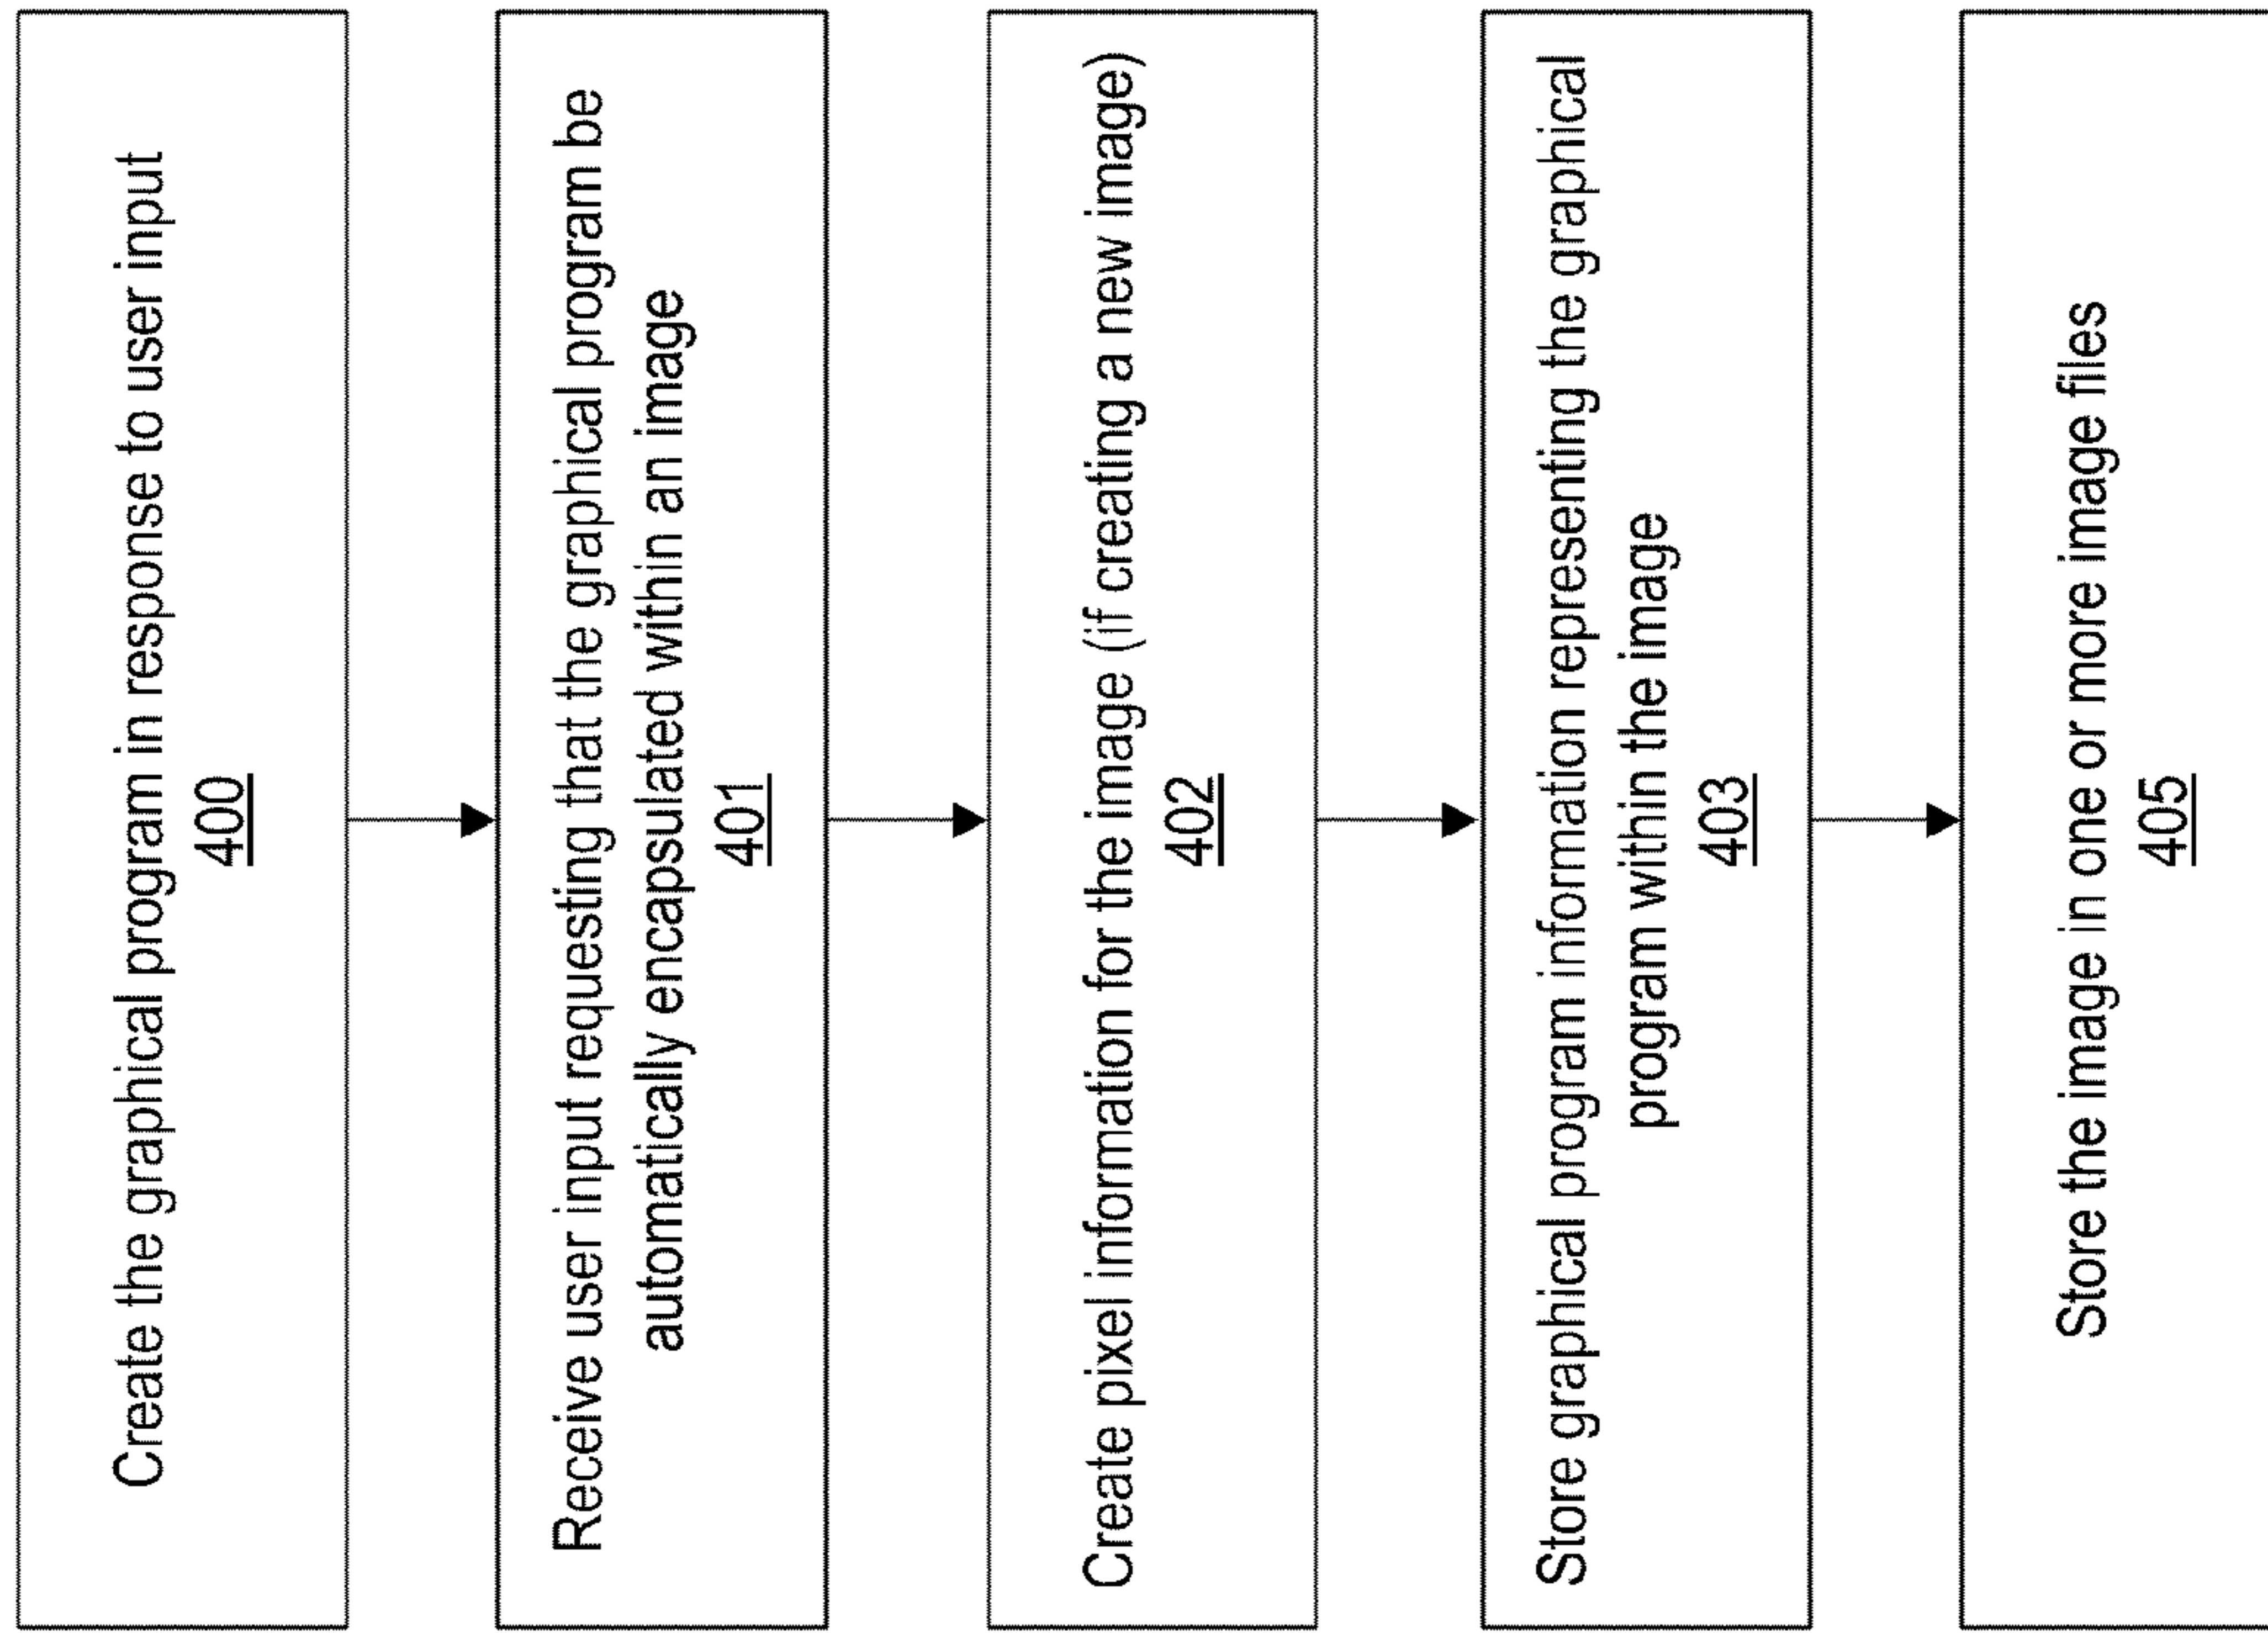 Create the graphical program in response to user input
400
Receive user input requesting that the graphical program be
automatically encapsulated within an image
401
Create pixel information for the image (if creating a new image)
402
Store graphical program information representing the graphical
program within the image
403
Store the image in one or more image files
405